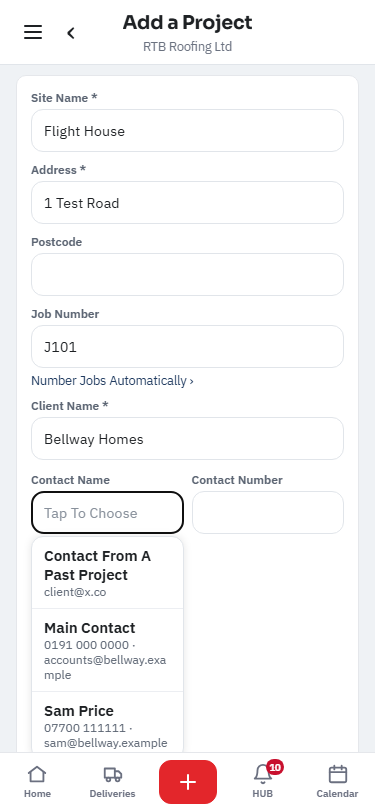 Add a Project
RTB Roofing Ltd
Site Name *
Flight House
Address *
1 Test Road
Postcode
Job Number
J101
Number Jobs Automatically ›
Client Name *
Bellway Homes
Contact Name
Contact Number
Tap To Choose
Contact From A
Past Project
client@x.co
Main Contact
0191 000 0000 ·
accounts@bellway.exa
mple
Sam Price
07700 111111 ·
sam@bellway.example
10
Home
Deliveries
HUB
Calendar